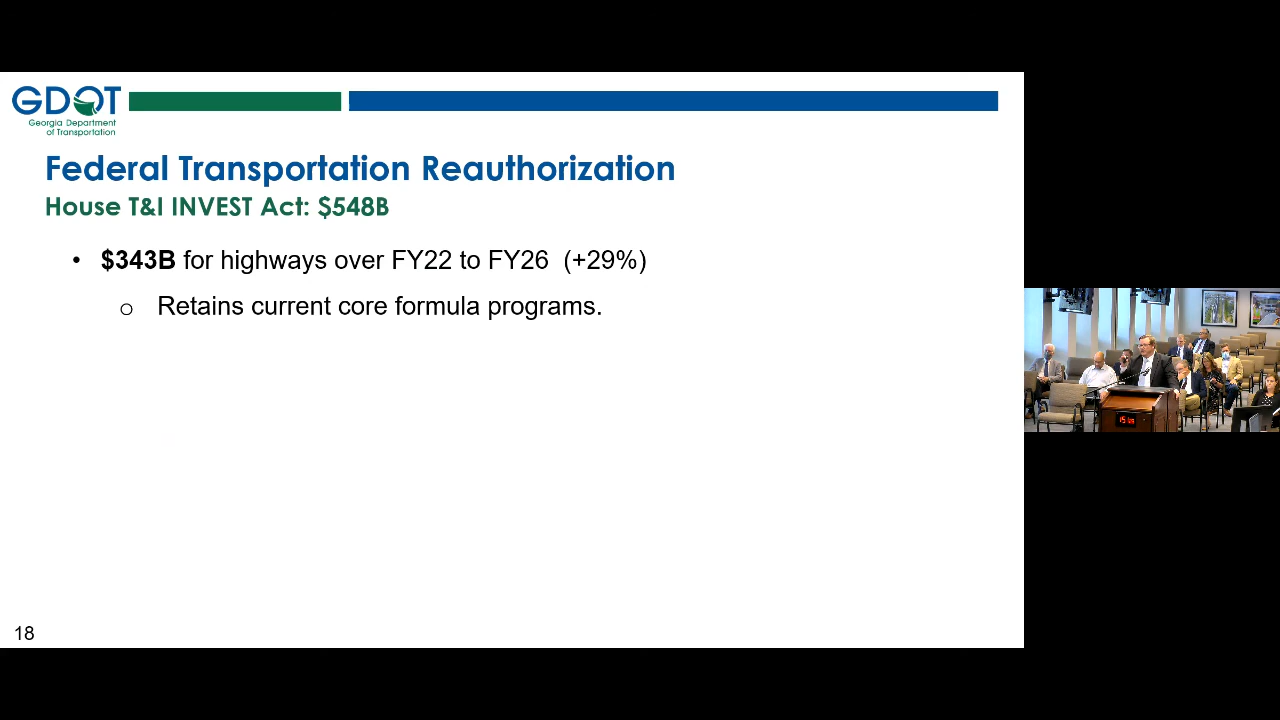 GDOT
Georgia Department
of Transportation
Federal Transportation Reauthorization
House T&I INVEST Act: $548B
• $343B for highways over FY22 to FY26 (+29%)
o Retains current core formula programs.
18